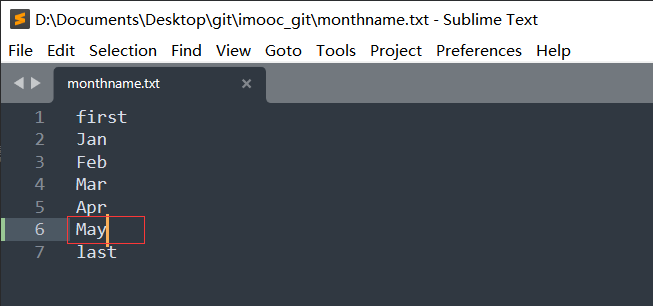 D:\Documents\Desktop\git\imooc_git\monthname.txt - Sublime Text
File Edit Selection Find View Goto Tools Project Preferences Help
monthname.txt
1 first
2 Jan
3 Feb
4 Mar
5 Apr
6 May
7 last